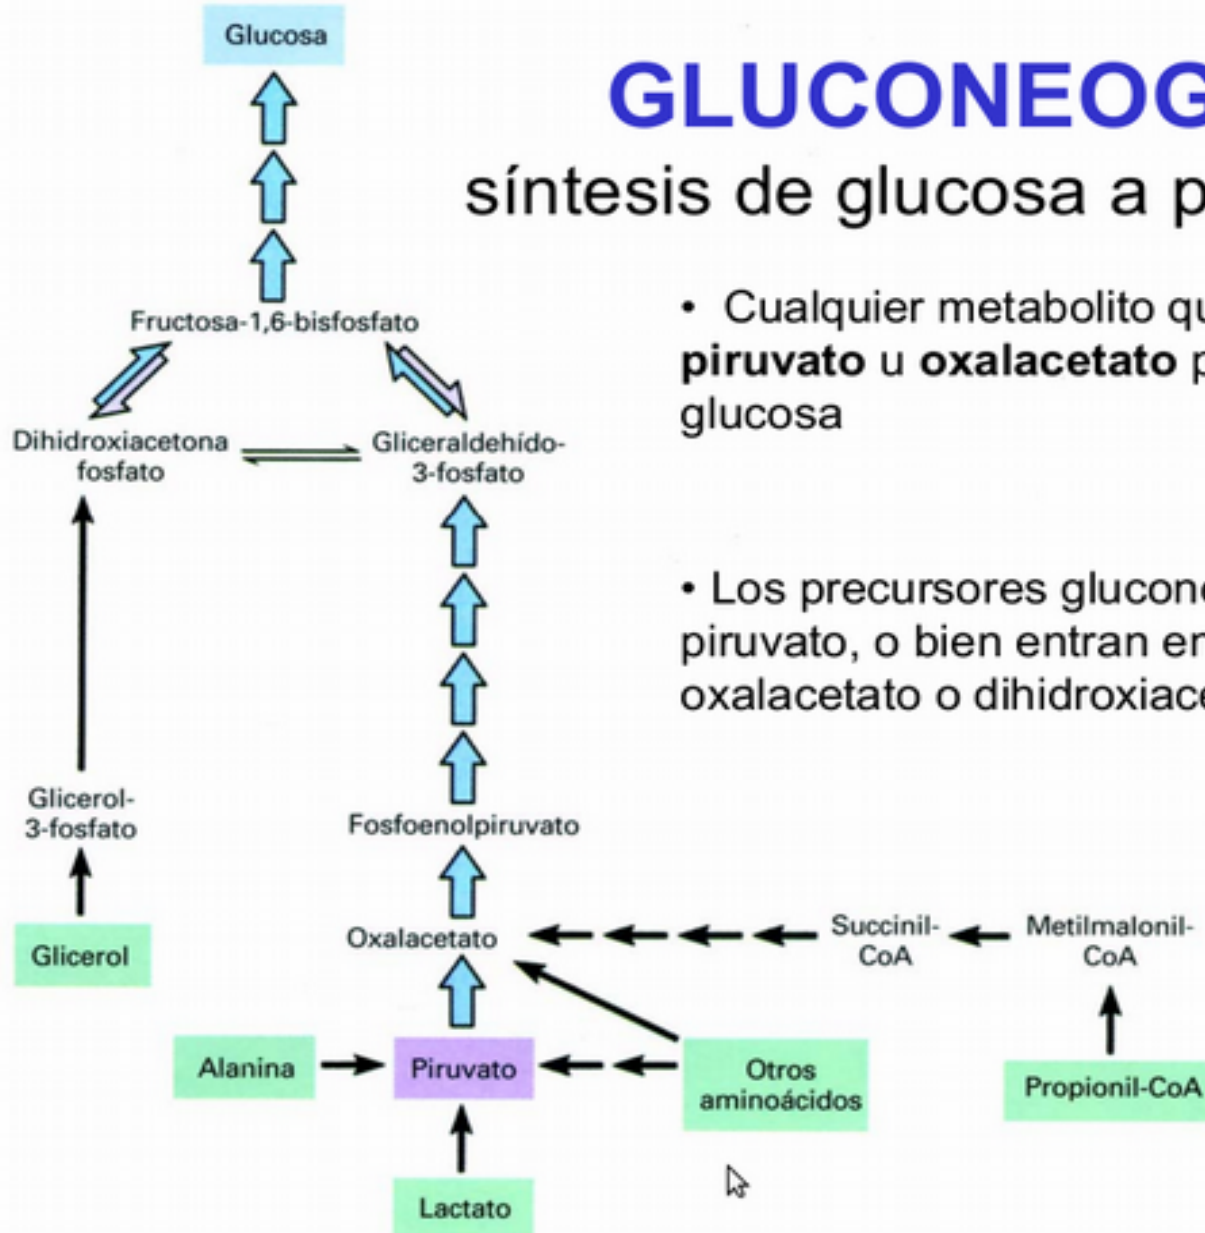 Glucosa
GLUCONEOG
síntesis de glucosa a p
Fructosa-1,6-bisfosfato
• Cualquier metabolito qu
piruvato u oxalacetato p
glucosa
Dihidroxiacetona
fosfato
Gliceraldehído-
3-fosfato
• Los precursores glucone
piruvato, o bien entran en
oxalacetato o dihidroxiace
Glicerol-
3-fosfato
Fosfoenolpiruvato
Glicerol
Oxalacetato
Succinil-
CoA
Metilmalonil-
CoA
Alanina
Piruvato
Otros
aminoácidos
Propionil-CoA
Lactato